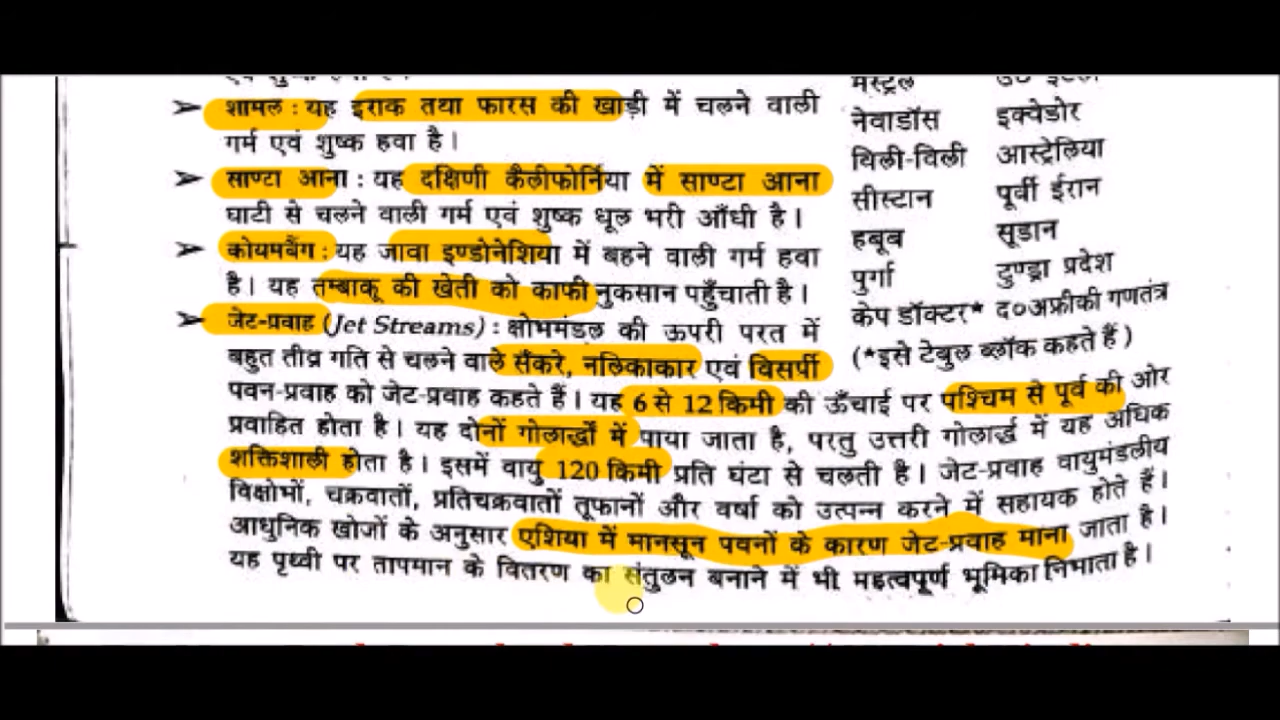 ➤ शामल : यह इराक तथा फारस की खाड़ी में चलने वाली
गर्म एवं शुष्क हवा है।
➤ साण्टा आना : यह दक्षिणी कैलीफोर्निया में साण्टा आना
घाटी से चलने वाली गर्म एवं शुष्क धूल भरी आँधी है।
➤ कोयमबैंग : यह जावा इण्डोनेशिया में बहने वाली गर्म हवा
है। यह तम्बाकू की खेती को काफी नुकसान पहुँचाती है।
➤ जेट-प्रवाह (Jet Streams) : क्षोभमंडल की ऊपरी परत में
बहुत तीव्र गति से चलने वाले सँकरे, नलिकाकार एवं विसर्पी
मिस्ट्रल
नेवाडॉस इक्वेडोर
विली-विली आस्ट्रेलिया
सीस्टान पूर्वी ईरान
हबूब सूडान
पुर्गा टुण्ड्रा प्रदेश
केप डॉक्टर* द०अफ्रीकी गणतंत्र
(*इसे टेबुल ब्लॉक कहते हैं)
पवन-प्रवाह को जेट-प्रवाह कहते हैं। यह 6 से 12 किमी की ऊँचाई पर पश्चिम से पूर्व की ओर
प्रवाहित होता है। यह दोनों गोलार्द्धों में पाया जाता है, परतु उत्तरी गोलार्द्ध में यह अधिक
शक्तिशाली होता है। इसमें वायु 120 किमी प्रति घंटा से चलती है। जेट-प्रवाह वायुमंडलीय
विक्षोभों, चक्रवातों, प्रतिचक्रवातों तूफानों और वर्षा को उत्पन्न करने में सहायक होते हैं।
आधुनिक खोजों के अनुसार एशिया में मानसून पवनों के कारण जेट-प्रवाह माना जाता है।
यह पृथ्वी पर तापमान के वितरण का संतुलन बनाने में भी महत्वपूर्ण भूमिका निभाता है।